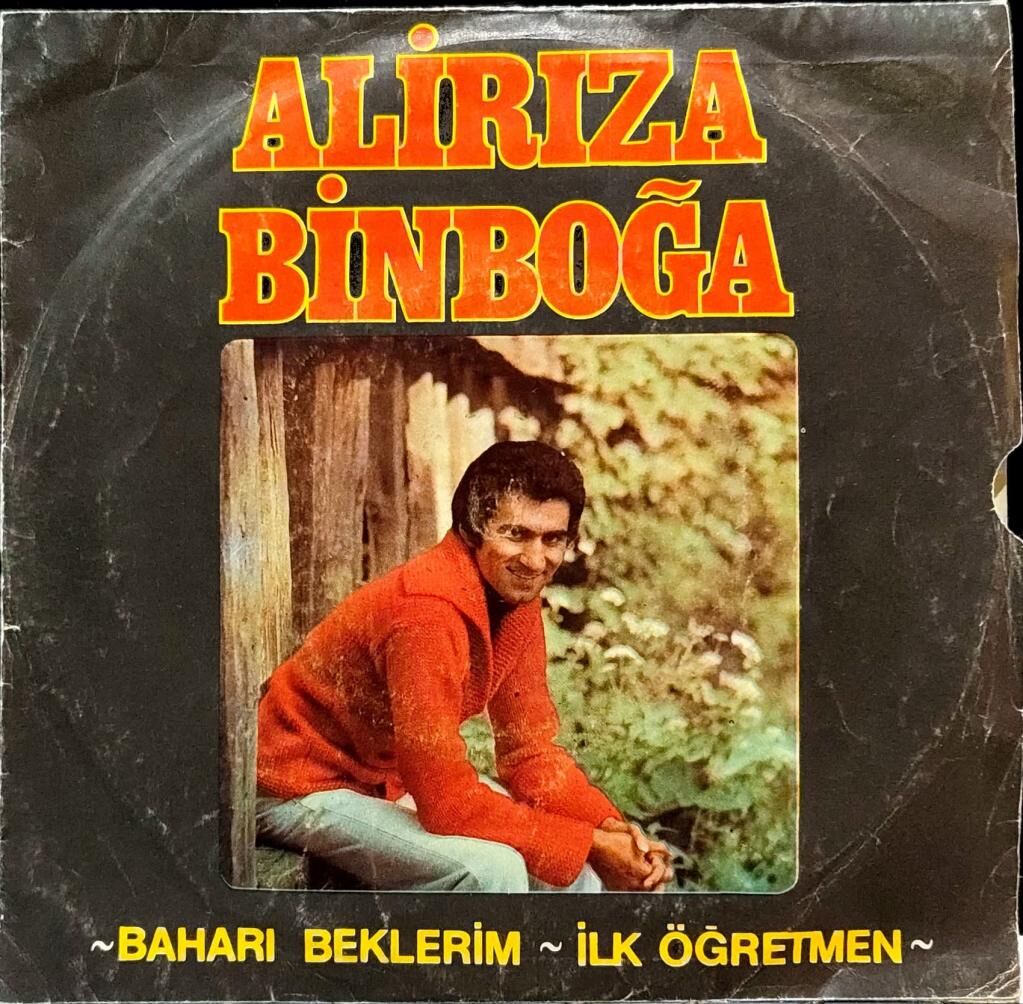 ALİRIZA
BİNBOĞA
~BAHARI BEKLERİM ~ İLK ÖĞRETMEN~